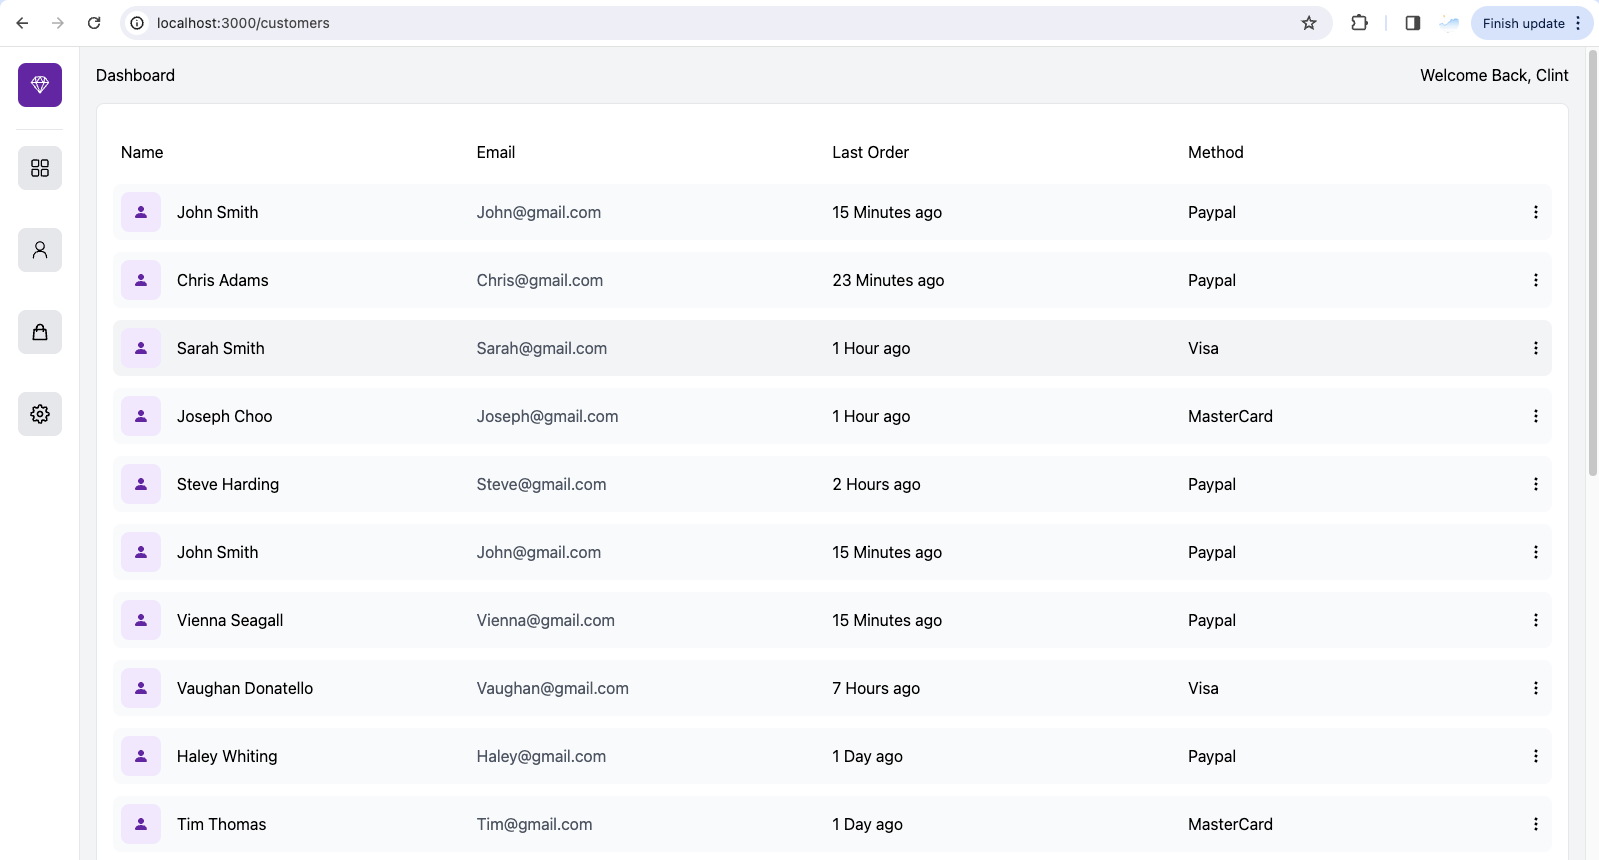 localhost:3000/customers
Finish update
Dashboard
Welcome Back, Clint
Name Email Last Order Method
John Smith John@gmail.com 15 Minutes ago Paypal
Chris Adams Chris@gmail.com 23 Minutes ago Paypal
Sarah Smith Sarah@gmail.com 1 Hour ago Visa
Joseph Choo Joseph@gmail.com 1 Hour ago MasterCard
Steve Harding Steve@gmail.com 2 Hours ago Paypal
John Smith John@gmail.com 15 Minutes ago Paypal
Vienna Seagall Vienna@gmail.com 15 Minutes ago Paypal
Vaughan Donatello Vaughan@gmail.com 7 Hours ago Visa
Haley Whiting Haley@gmail.com 1 Day ago Paypal
Tim Thomas Tim@gmail.com 1 Day ago MasterCard